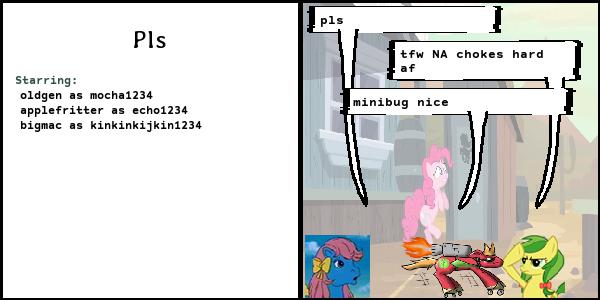 Pls
Starring:
oldgen as mocha1234
applefritter as echo1234
bigmac as kinkinkijkin1234
pls
tfw NA chokes hard
af
minibug nice